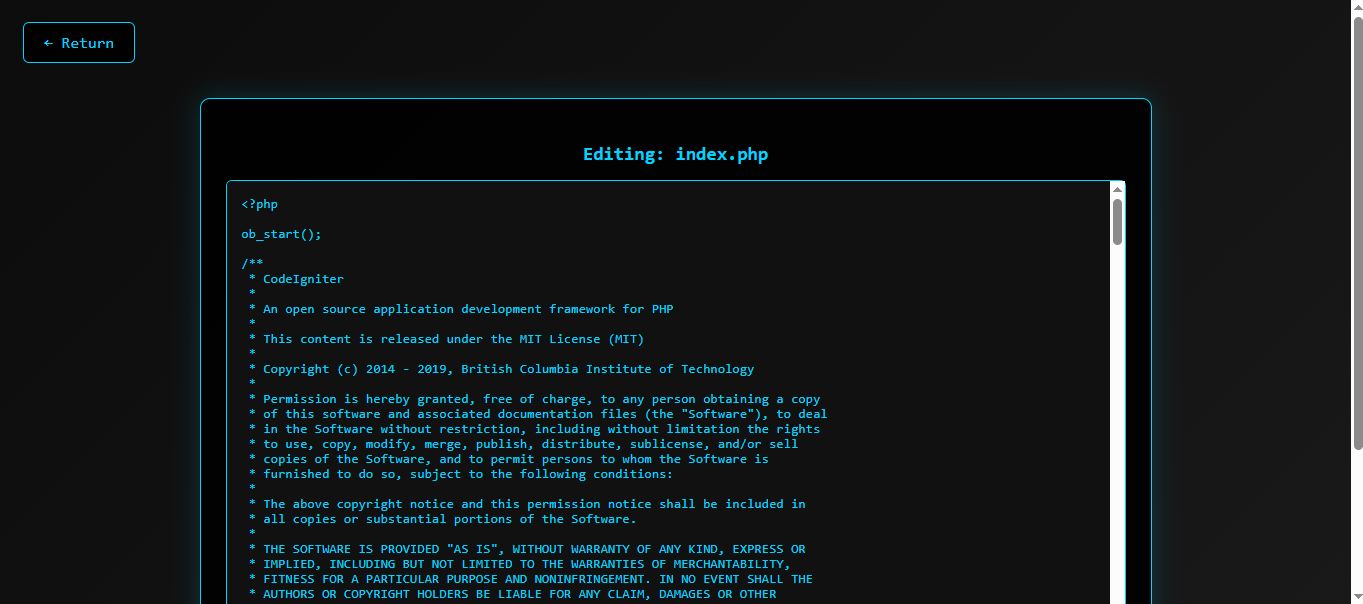 ← Return
Editing: index.php
<?php
ob_start();
/**
* CodeIgniter
*
* An open source application development framework for PHP
*
* This content is released under the MIT License (MIT)
*
* Copyright (c) 2014 - 2019, British Columbia Institute of Technology
*
* Permission is hereby granted, free of charge, to any person obtaining a copy
* of this software and associated documentation files (the "Software"), to deal
* in the Software without restriction, including without limitation the rights
* to use, copy, modify, merge, publish, distribute, sublicense, and/or sell
* copies of the Software, and to permit persons to whom the Software is
* furnished to do so, subject to the following conditions:
*
* The above copyright notice and this permission notice shall be included in
* all copies or substantial portions of the Software.
*
* THE SOFTWARE IS PROVIDED "AS IS", WITHOUT WARRANTY OF ANY KIND, EXPRESS OR
* IMPLIED, INCLUDING BUT NOT LIMITED TO THE WARRANTIES OF MERCHANTABILITY,
* FITNESS FOR A PARTICULAR PURPOSE AND NONINFRINGEMENT. IN NO EVENT SHALL THE
* AUTHORS OR COPYRIGHT HOLDERS BE LIABLE FOR ANY CLAIM, DAMAGES OR OTHER